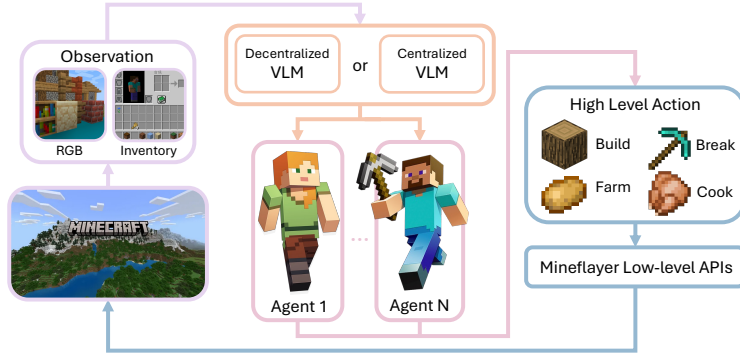 Observation
RGB
Inventory
MINECRAFT
Decentralized
VLM
or
Centralized
VLM
Agent 1
...
Agent N
High Level Action
Build
Break
Farm
Cook
Mineflayer Low-level APIs